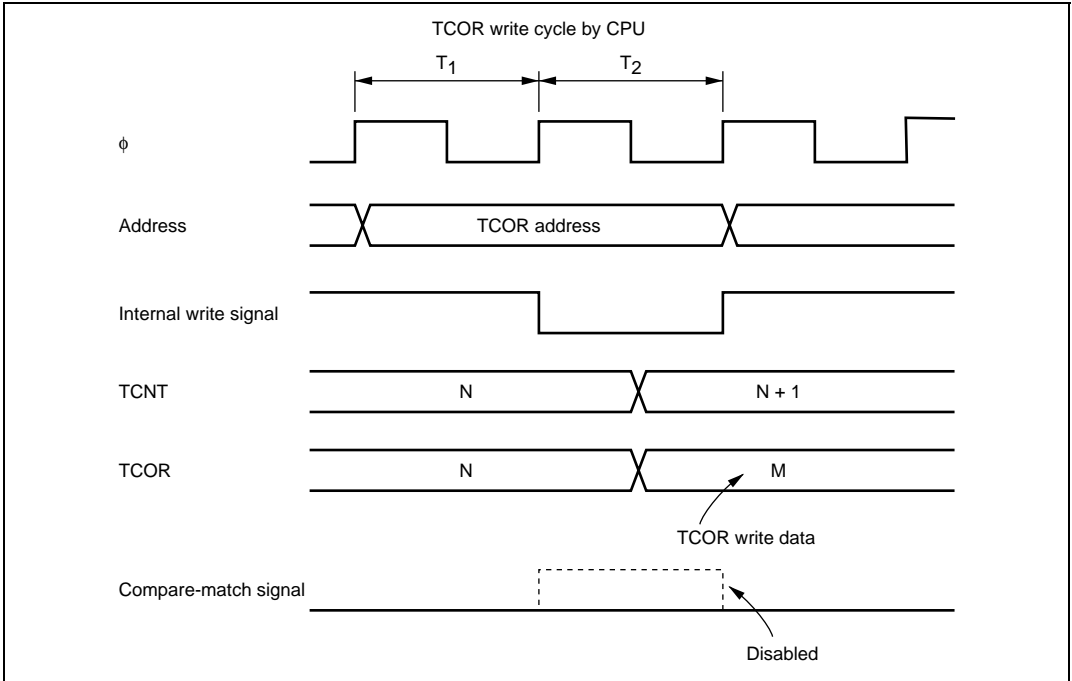 TCOR write cycle by CPU
T1 T2
ϕ
Address TCOR address
Internal write signal
TCNT N N + 1
TCOR N M
TCOR write data
Compare-match signal
Disabled